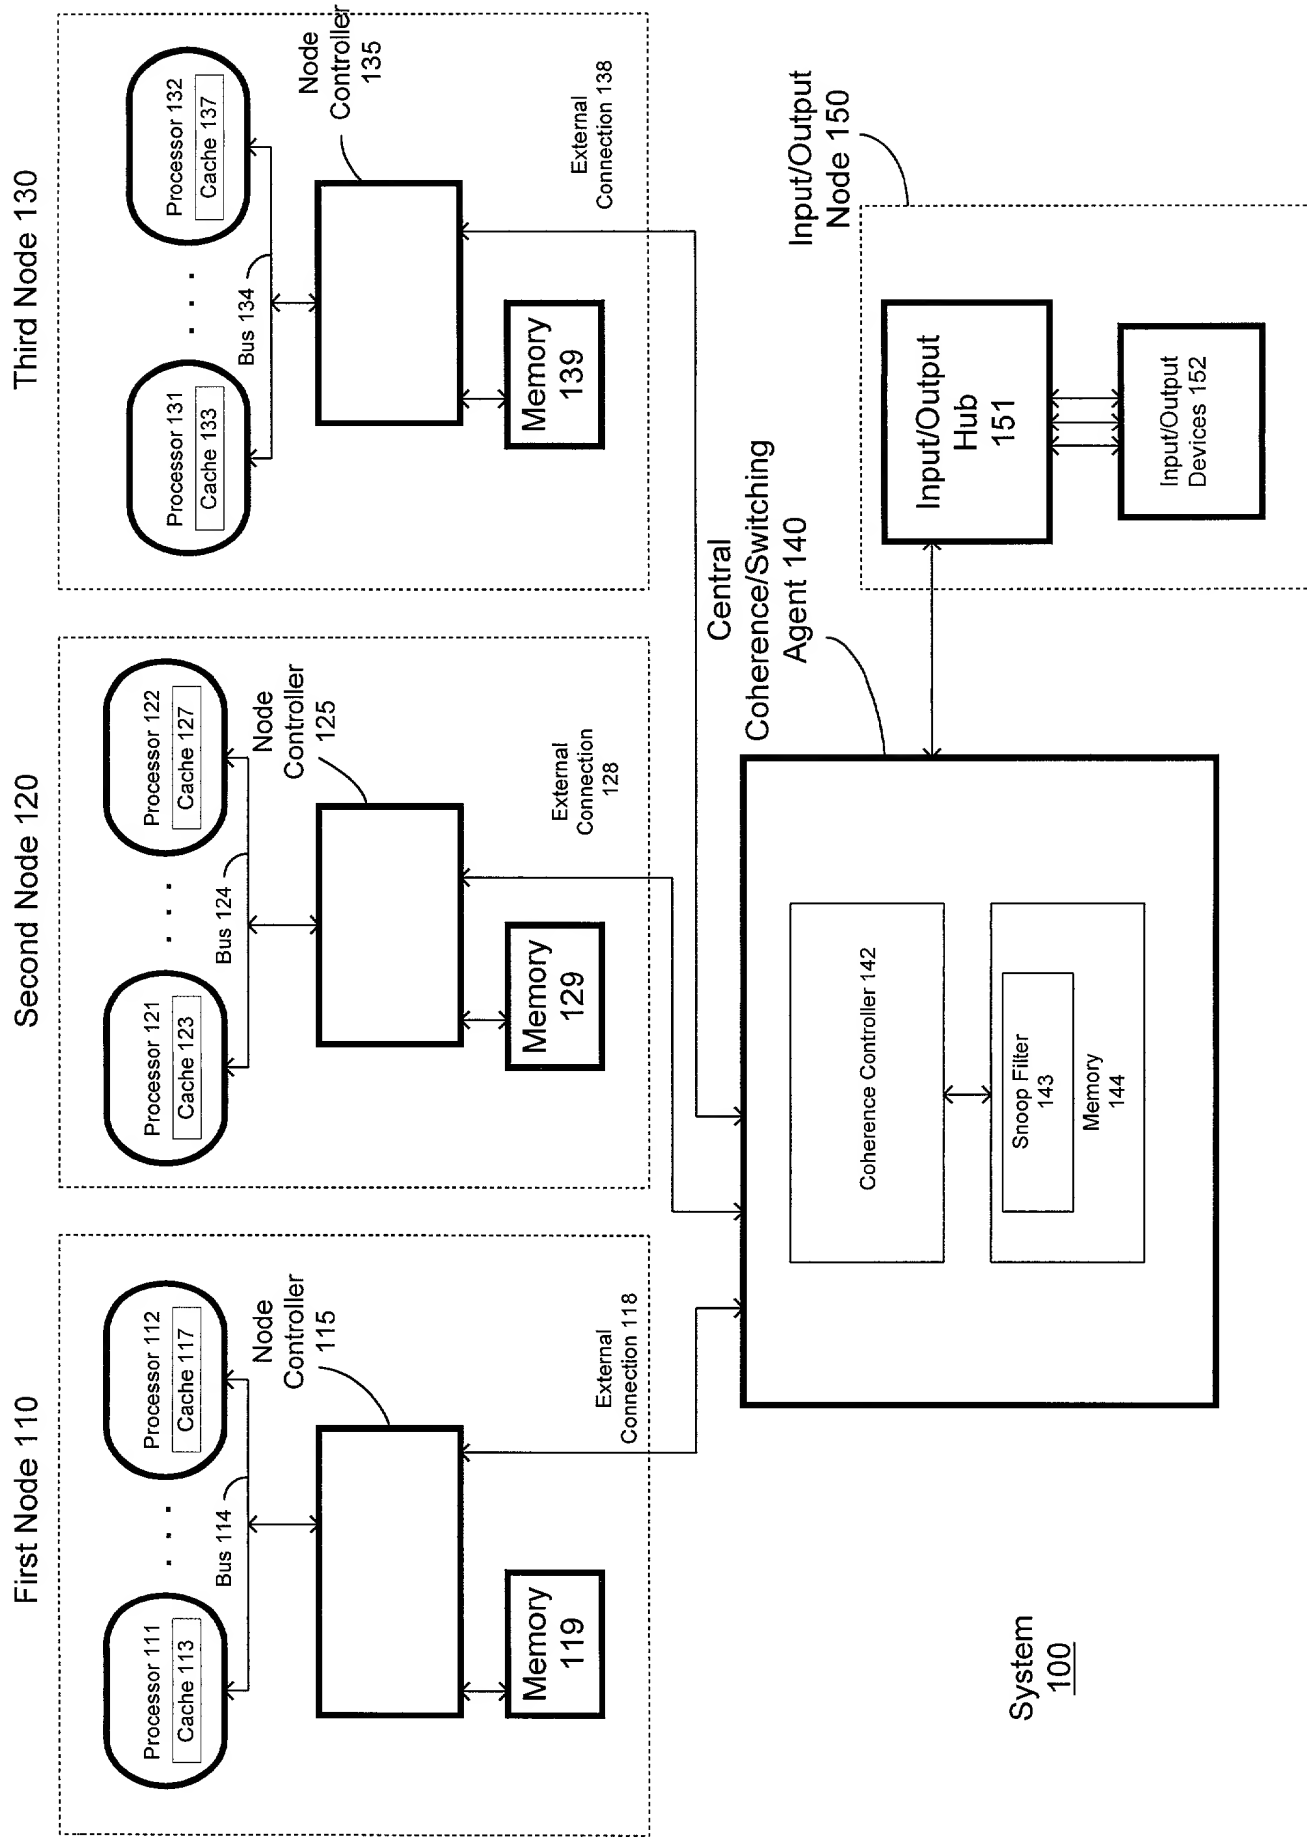 First Node 110
Processor 111
Cache 113
Processor 112
Cache 117
. . .
Bus 114
Node
Controller
115
Memory
119
External
Connection 118
Second Node 120
Processor 121
Cache 123
Processor 122
Cache 127
. . .
Bus 124
Node
Controller
125
Memory
129
External
Connection
128
Third Node 130
Processor 131
Cache 133
Processor 132
Cache 137
. . .
Bus 134
Node
Controller
135
Memory
139
External
Connection 138
Central
Coherence/Switching
Agent 140
Coherence Controller 142
Snoop Filter
143
Memory
144
Input/Output
Node 150
Input/Output
Hub
151
Input/Output
Devices 152
System
100